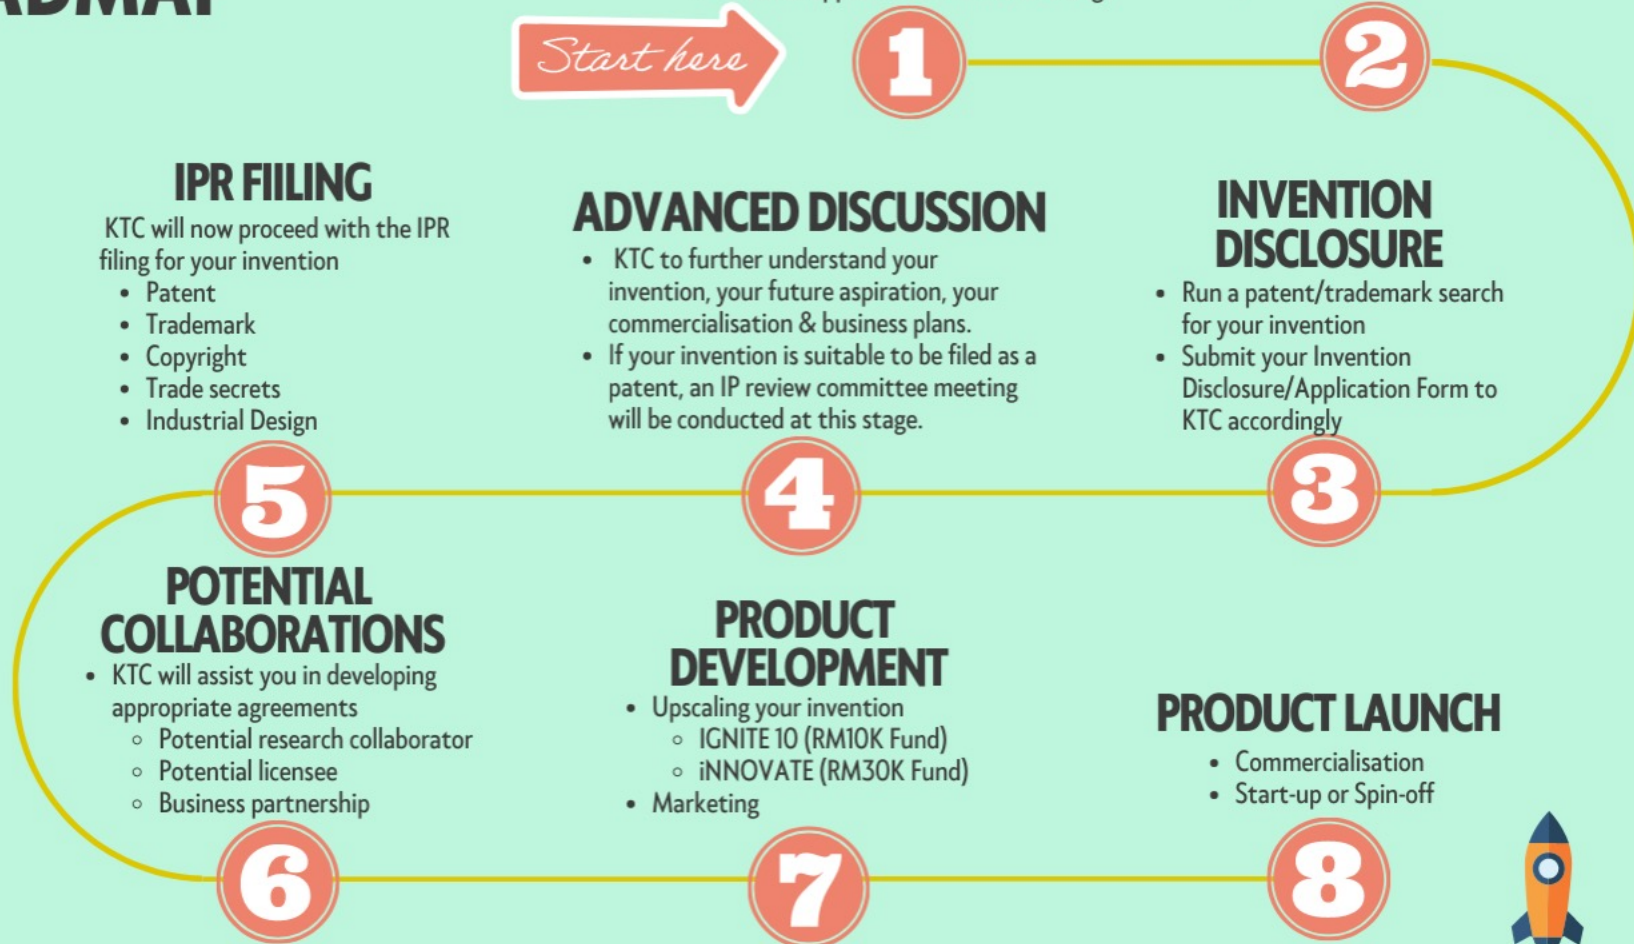 Start here
1
2
INVENTION
DISCLOSURE
• Run a patent/trademark search
for your invention
• Submit your Invention
Disclosure/Application Form to
KTC accordingly
3
ADVANCED DISCUSSION
• KTC to further understand your
invention, your future aspiration, your
commercialisation & business plans.
• If your invention is suitable to be filed as a
patent, an IP review committee meeting
will be conducted at this stage.
4
IPR FIILING
KTC will now proceed with the IPR
filing for your invention
• Patent
• Trademark
• Copyright
• Trade secrets
• Industrial Design
5
POTENTIAL
COLLABORATIONS
• KTC will assist you in developing
appropriate agreements
◦ Potential research collaborator
◦ Potential licensee
◦ Business partnership
6
PRODUCT
DEVELOPMENT
• Upscaling your invention
◦ IGNITE 10 (RM10K Fund)
◦ iNNOVATE (RM30K Fund)
• Marketing
7
PRODUCT LAUNCH
• Commercialisation
• Start-up or Spin-off
8